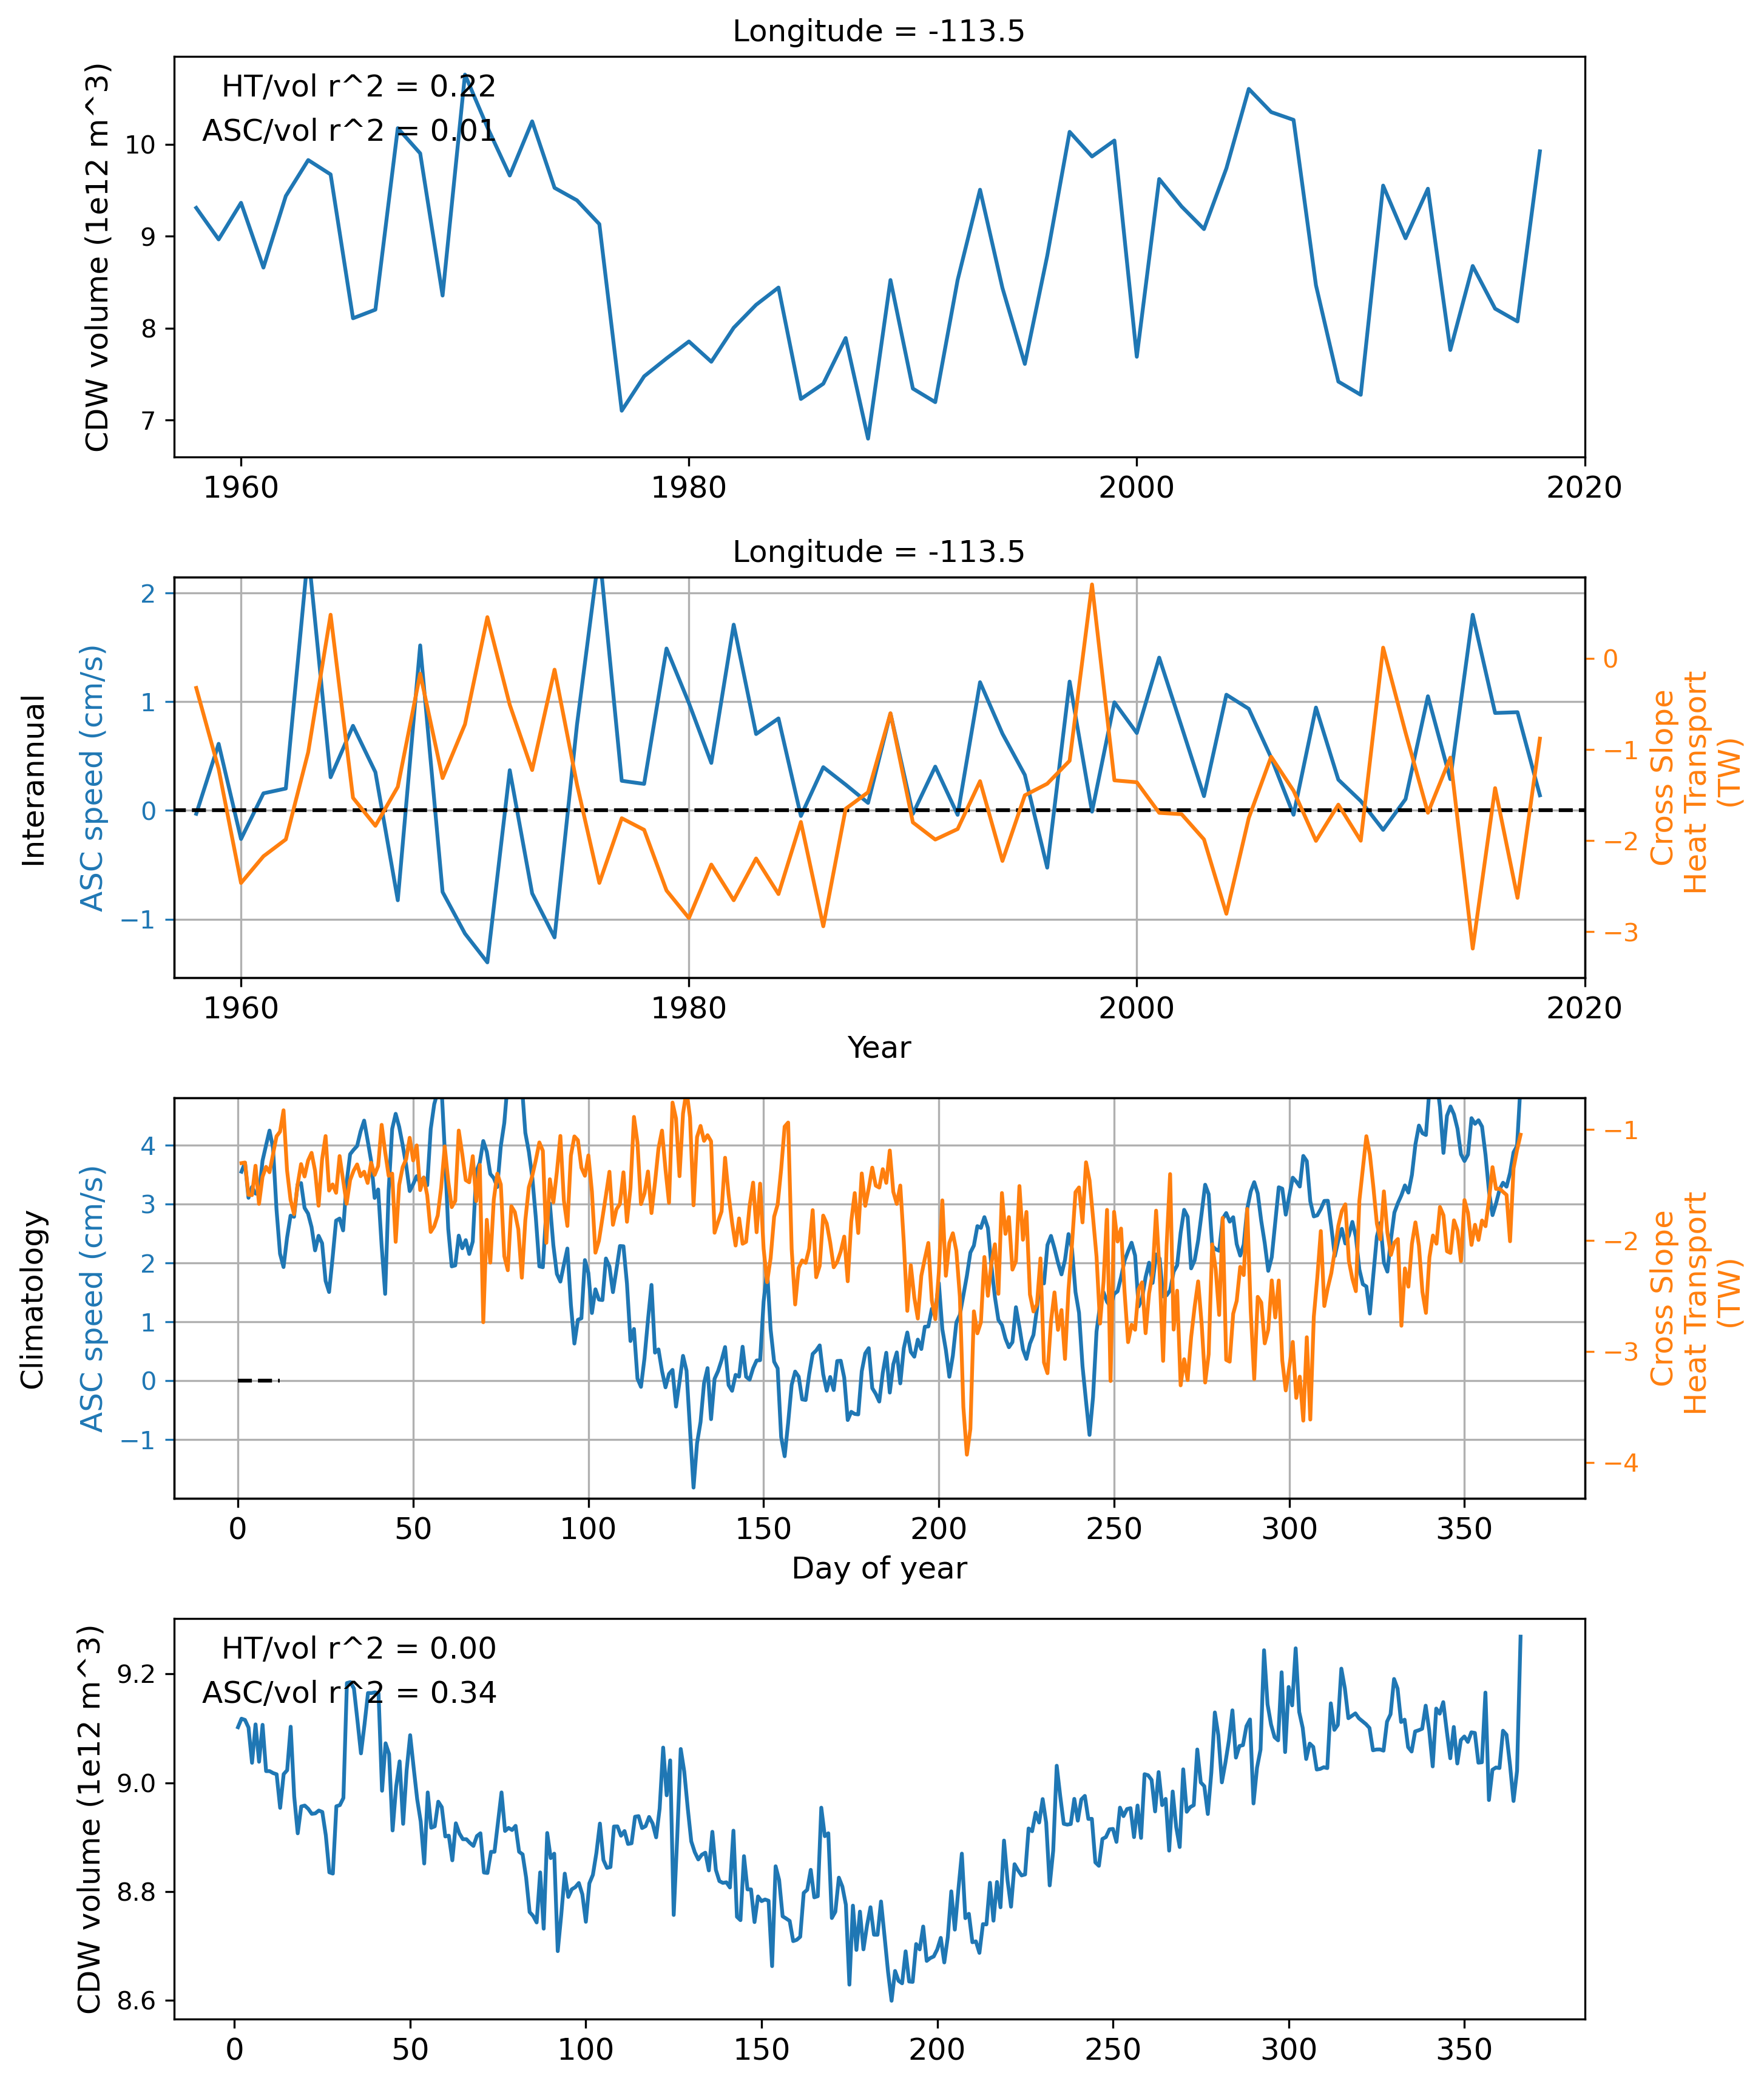 Longitude = -113.5
CDW volume (1e12 m^3)
HT/vol r^2 = 0.22
ASC/vol r^2 = 0.01
10
9
8
7
1960 1980 2000 2020
Longitude = -113.5
Interannual
ASC speed (cm/s)
2
1
0
−1
0
−1
−2
−3
Cross Slope
Heat Transport
(TW)
1960 1980 2000 2020
Year
Climatology
ASC speed (cm/s)
4
3
2
1
0
−1
−1
−2
−3
−4
Cross Slope
Heat Transport
(TW)
0 50 100 150 200 250 300 350
Day of year
CDW volume (1e12 m^3)
HT/vol r^2 = 0.00
ASC/vol r^2 = 0.34
9.2
9.0
8.8
8.6
0 50 100 150 200 250 300 350